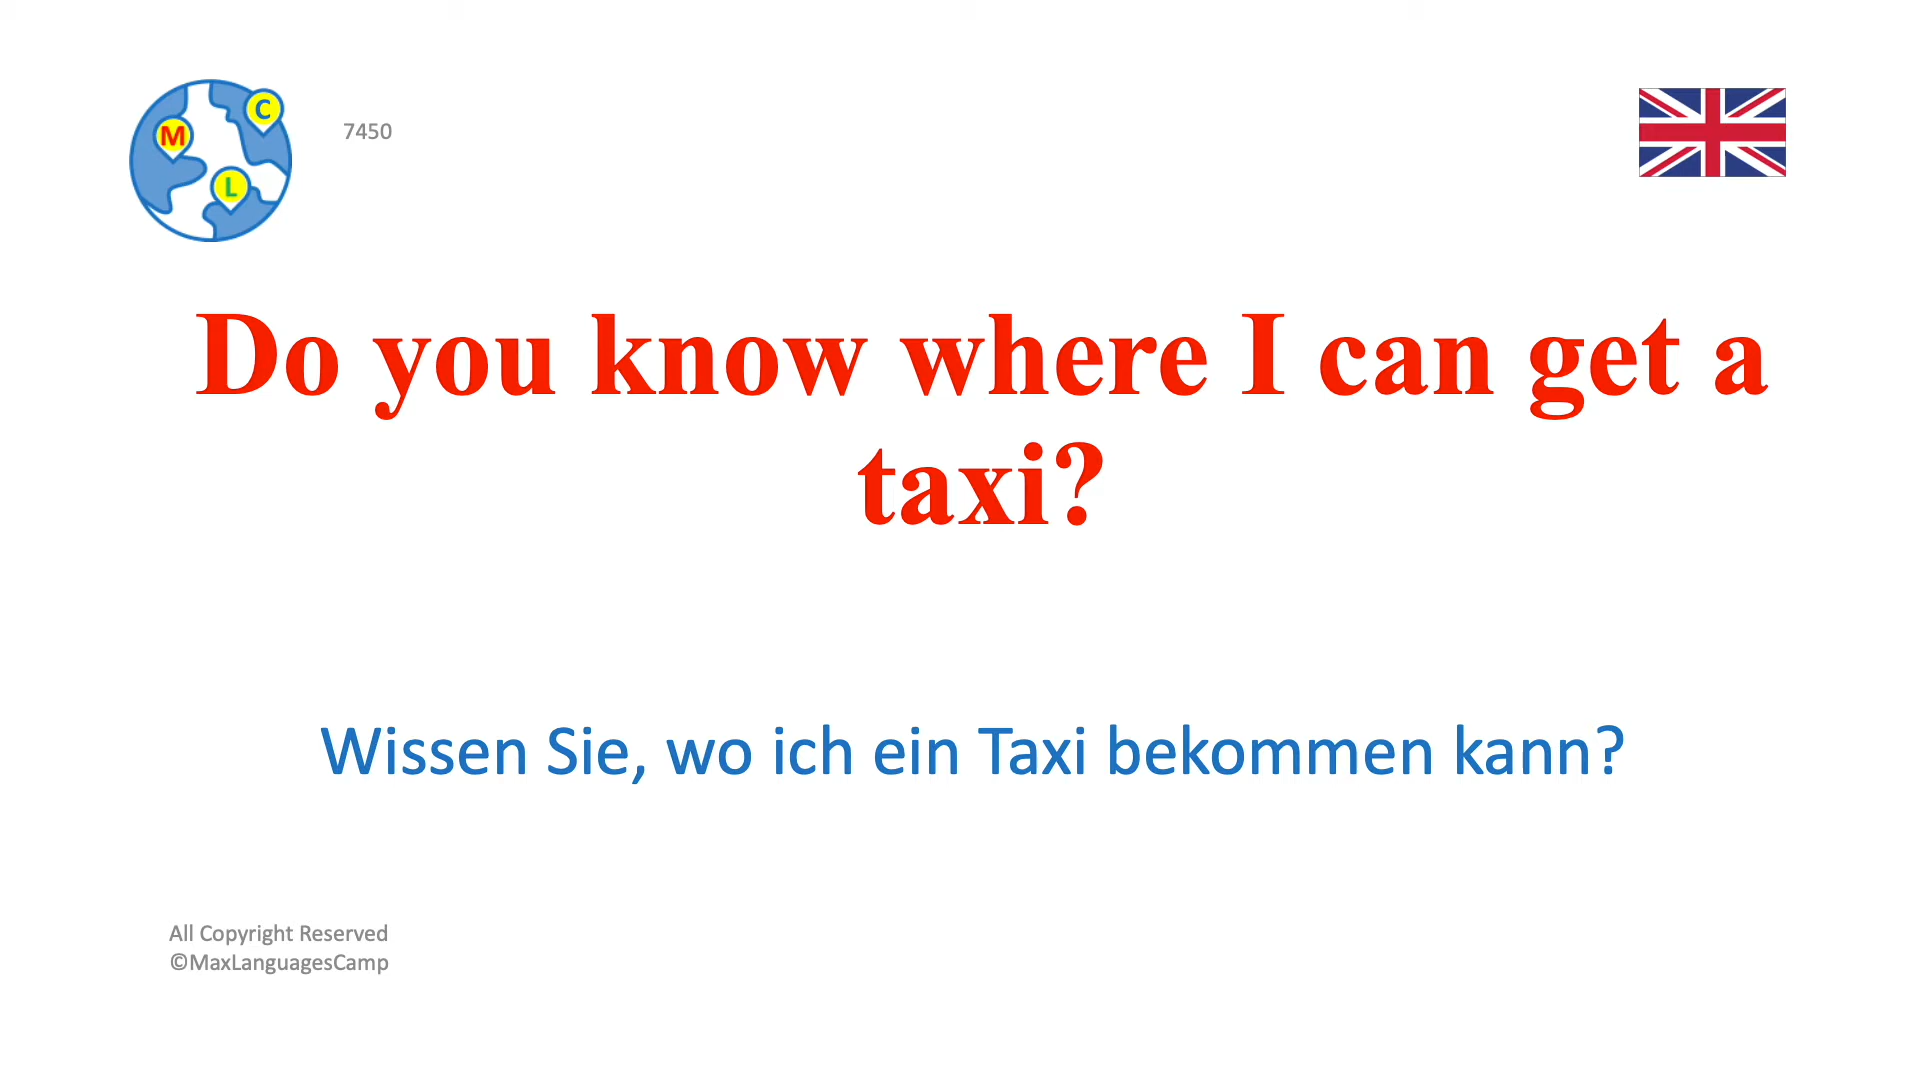 M
C
L
7450
Do you know where I can get a
taxi?
Wissen Sie, wo ich ein Taxi bekommen kann?
All Copyright Reserved
©MaxLanguagesCamp